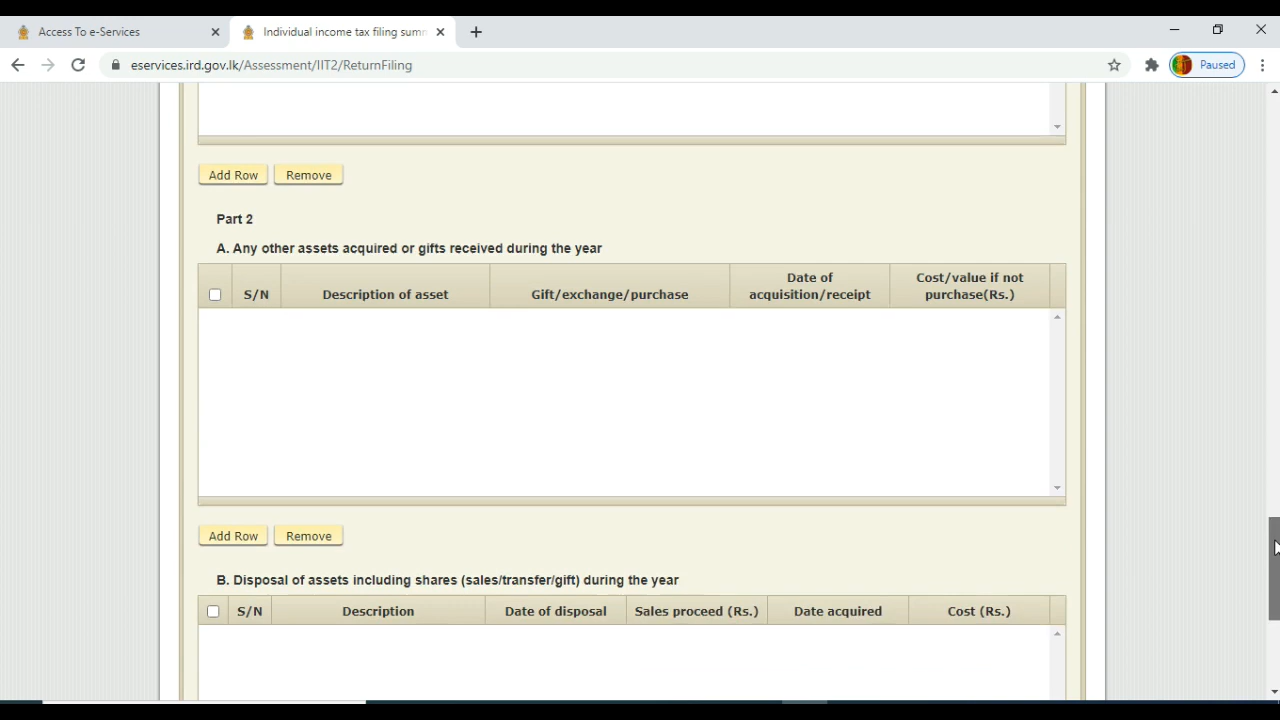 Access To e-Services
Individual income tax filing sum
eservices.ird.gov.lk/Assessment/IIT2/ReturnFiling
Paused
Add Row Remove
Part 2
A. Any other assets acquired or gifts received during the year
S/N Description of asset Gift/exchange/purchase Date of acquisition/receipt Cost/value if not purchase(Rs.)
Add Row Remove
B. Disposal of assets including shares (sales/transfer/gift) during the year
S/N Description Date of disposal Sales proceed (Rs.) Date acquired Cost (Rs.)